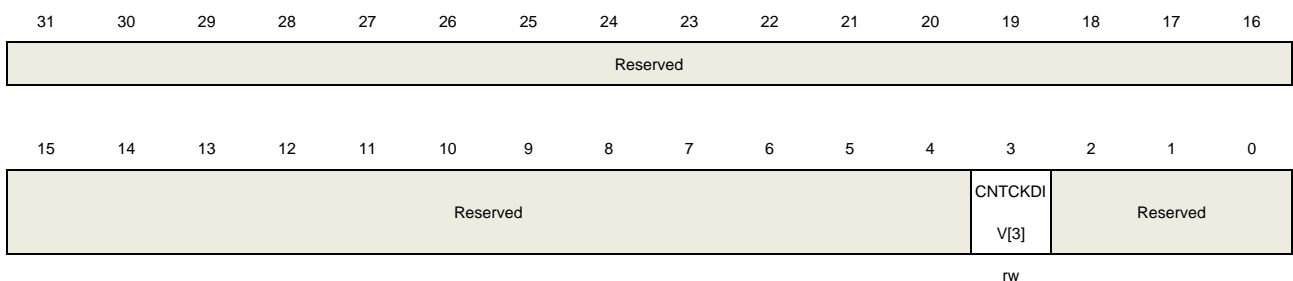 31 30 29 28 27 26 25 24 23 22 21 20 19 18 17 16
Reserved
15 14 13 12 11 10 9 8 7 6 5 4 3 2 1 0
Reserved
CNTCKDI
V[3]
Reserved
rw